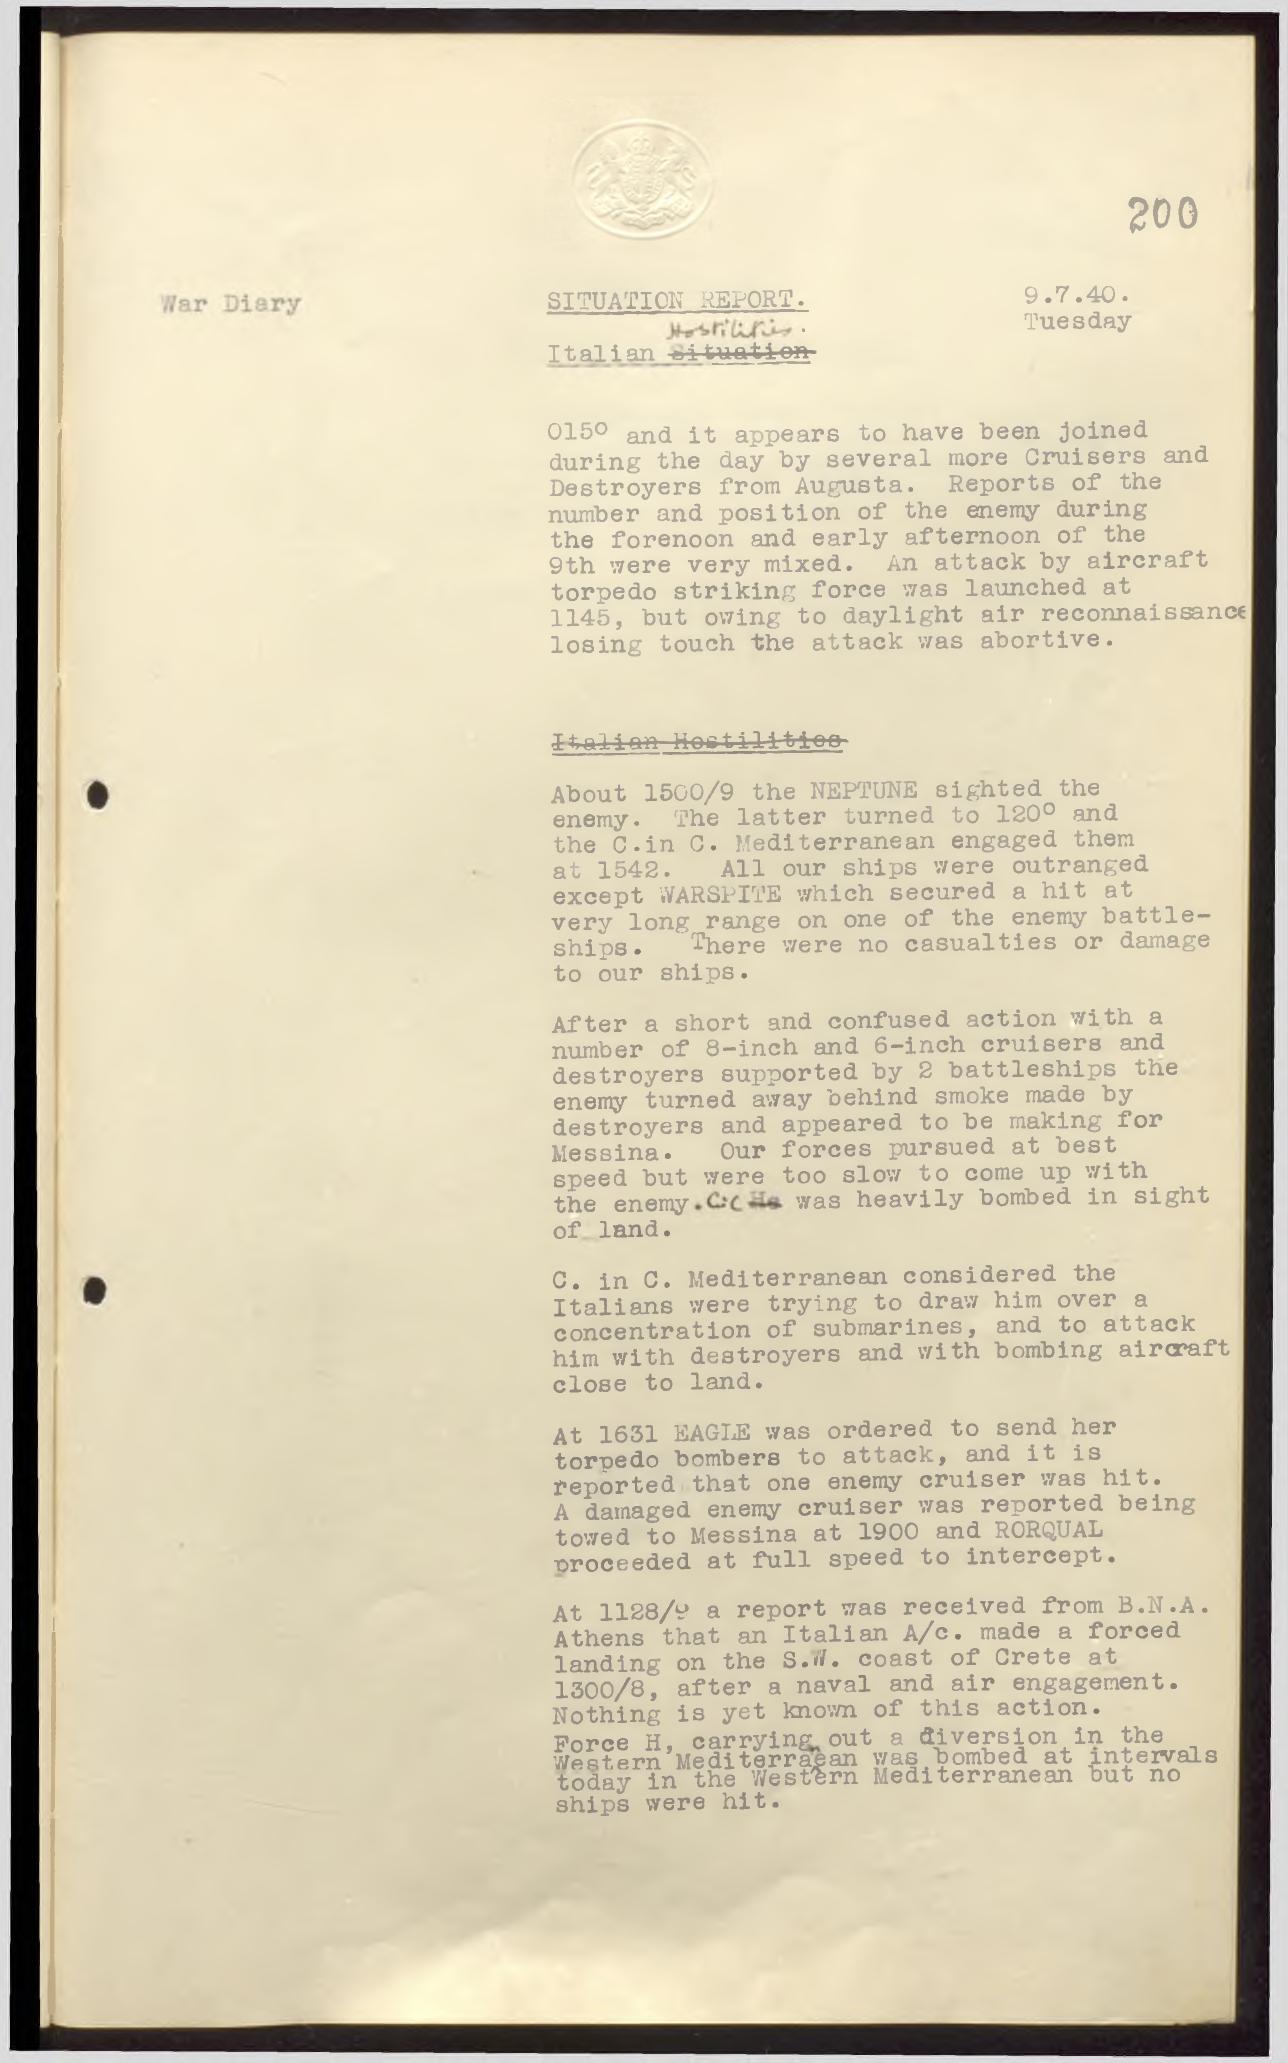 200
War Diary
SITUATION REPORT.
9.7.40.
Tuesday
Hostilities.
Italian Situation
015° and it appears to have been joined
during the day by several more Cruisers and
Destroyers from Augusta. Reports of the
number and position of the enemy during
the forenoon and early afternoon of the
9th were very mixed. An attack by aircraft
torpedo striking force was launched at
1145, but owing to daylight air reconnaissance
losing touch the attack was abortive.
Italian Hostilities
About 1500/9 the NEPTUNE sighted the
enemy. The latter turned to 120° and
the C.in C. Mediterranean engaged them
at 1542. All our ships were outranged
except WARSPITE which secured a hit at
very long range on one of the enemy battle-
ships. There were no casualties or damage
to our ships.
After a short and confused action with a
number of 8-inch and 6-inch cruisers and
destroyers supported by 2 battleships the
enemy turned away behind smoke made by
destroyers and appeared to be making for
Messina. Our forces pursued at best
speed but were too slow to come up with
the enemy. C:C He was heavily bombed in sight
of land.
C. in C. Mediterranean considered the
Italians were trying to draw him over a
concentration of submarines, and to attack
him with destroyers and with bombing aircraft
close to land.
At 1631 EAGLE was ordered to send her
torpedo bombers to attack, and it is
reported that one enemy cruiser was hit.
A damaged enemy cruiser was reported being
towed to Messina at 1900 and RORQUAL
proceeded at full speed to intercept.
At 1128/9 a report was received from B.N.A.
Athens that an Italian A/c. made a forced
landing on the S.W. coast of Crete at
1300/8, after a naval and air engagement.
Nothing is yet known of this action.
Force H, carrying out a diversion in the
Western Mediterranean was bombed at intervals
today in the Western Mediterranean but no
ships were hit.